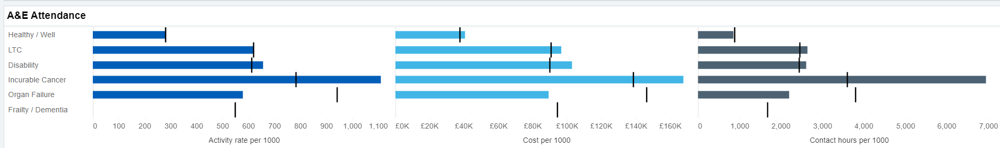 A&E Attendance
Healthy / Well
LTC
Disability
Incurable Cancer
Organ Failure
Frailty / Dementia
0 100 200 300 400 500 600 700 800 900 1,000 1,100
£0K £20K £40K £60K £80K £100K £120K £140K £160K
0 1,000 2,000 3,000 4,000 5,000 6,000 7,000
Activity rate per 1000
Cost per 1000
Contact hours per 1000